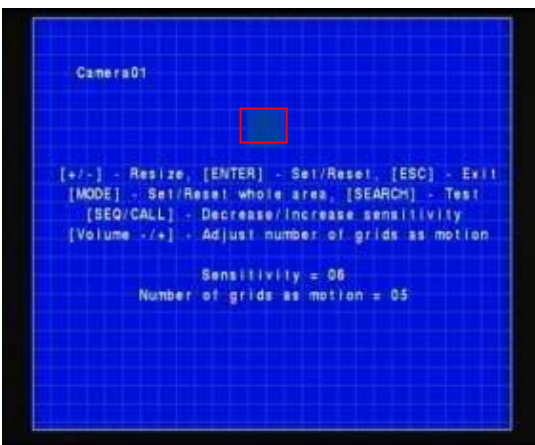 Camera01
[+/-] - Resize, [ENTER] - Set/Reset, [ESC] - Exit
[MODE] - Set/Reset whole area, [SEARCH] - Test
[SEQ/CALL] - Decrease/Increase sensitivity
[Volume -/+] - Adjust number of grids as motion
Sensitivity = 06
Number of grids as motion = 05